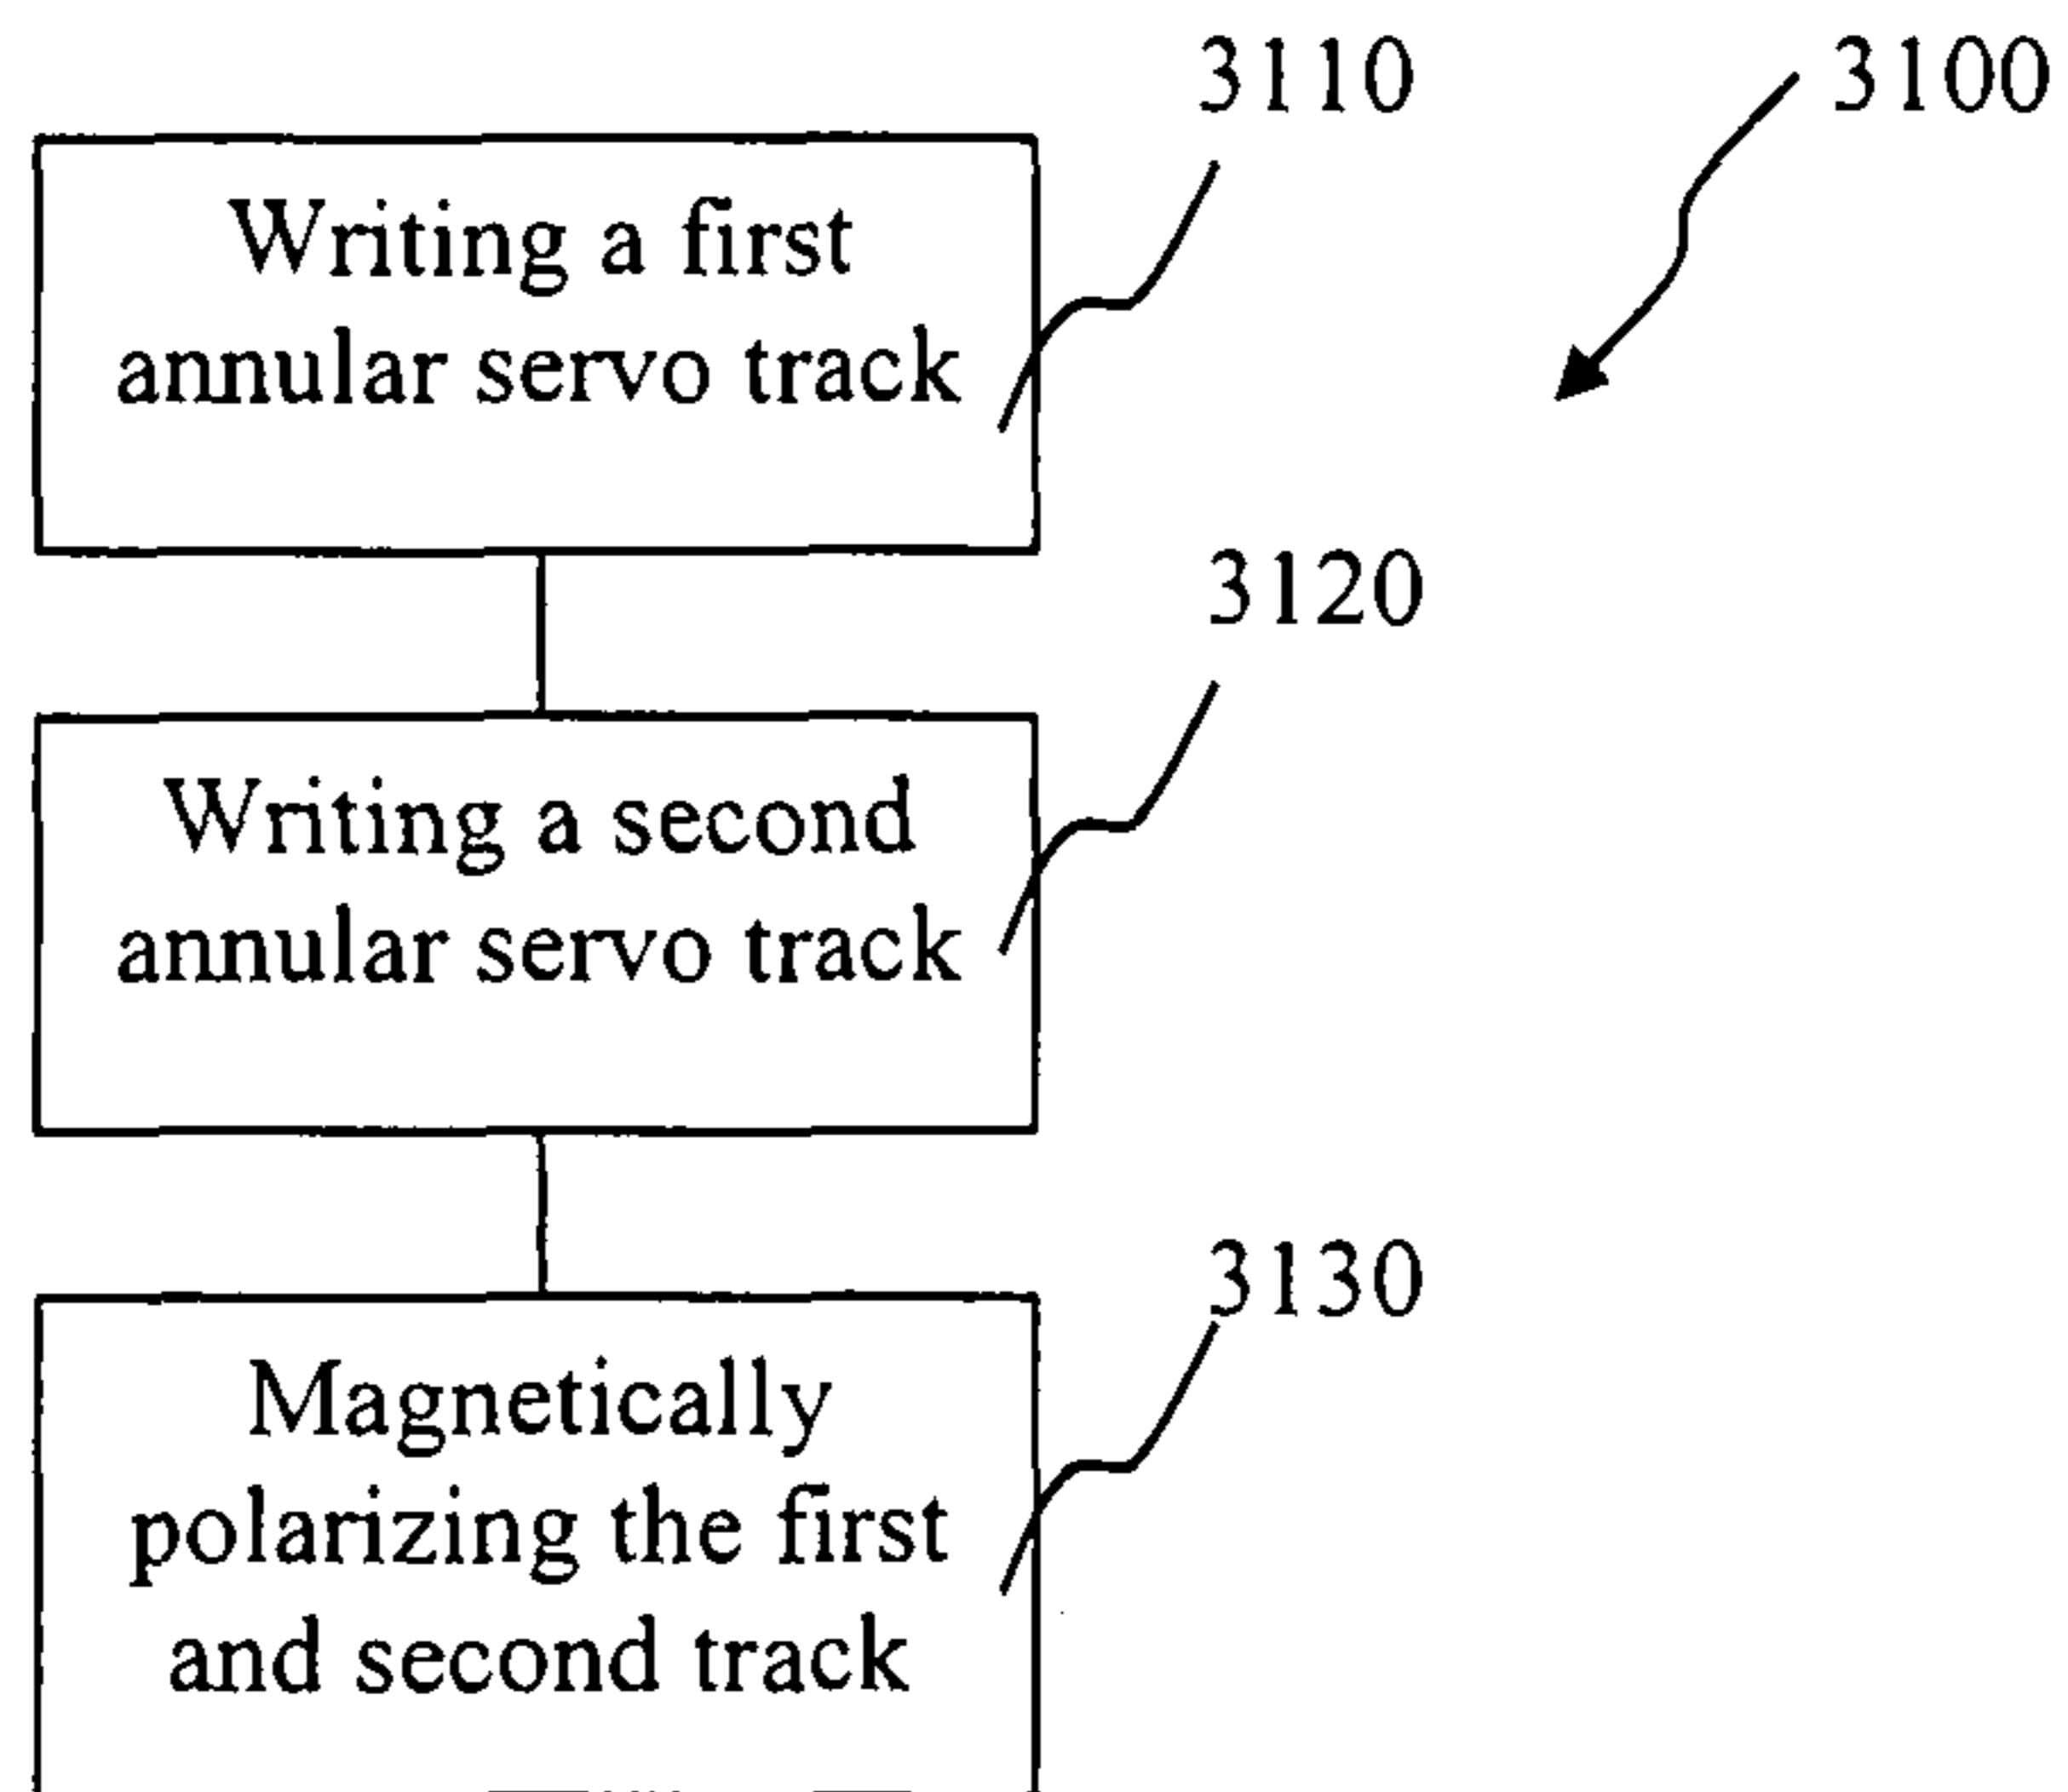 3110
3100
Writing a first
annular servo track
3120
Writing a second
annular servo track
3130
Magnetically
polarizing the first
and second track